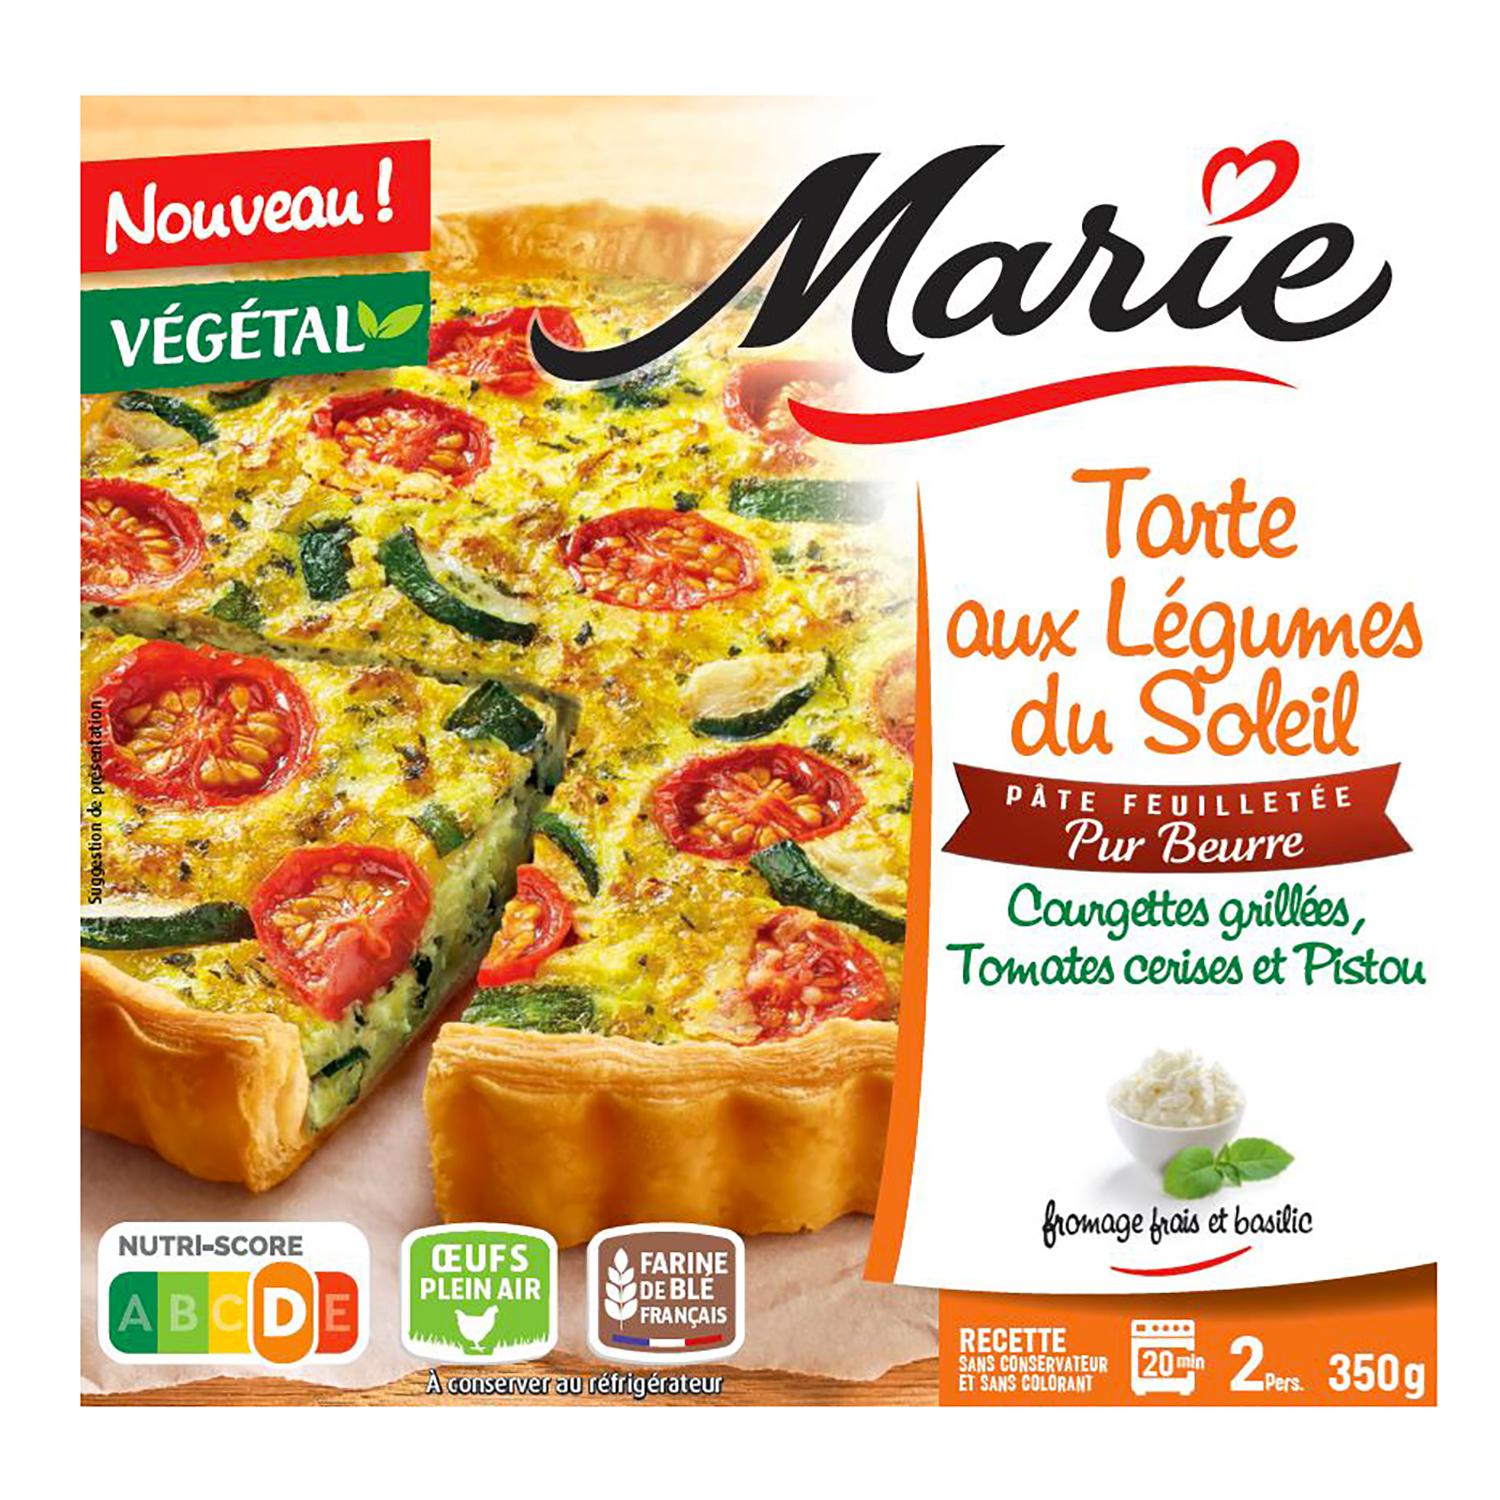 Nouveau !
VÉGÉTAL
Marie
Tarte
aux Légumes
du Soleil
PÂTE FEUILLETÉE
Pur Beurre
Courgettes grillées,
Tomates cerises et Pistou
fromage frais et basilic
Suggestion de présentation
NUTRI-SCORE
A B C D E
ŒUFS
PLEIN AIR
FARINE
DE BLÉ
FRANÇAIS
À conserver au réfrigérateur
RECETTE
SANS CONSERVATEUR
ET SANS COLORANT
20 min
2 Pers.
350g